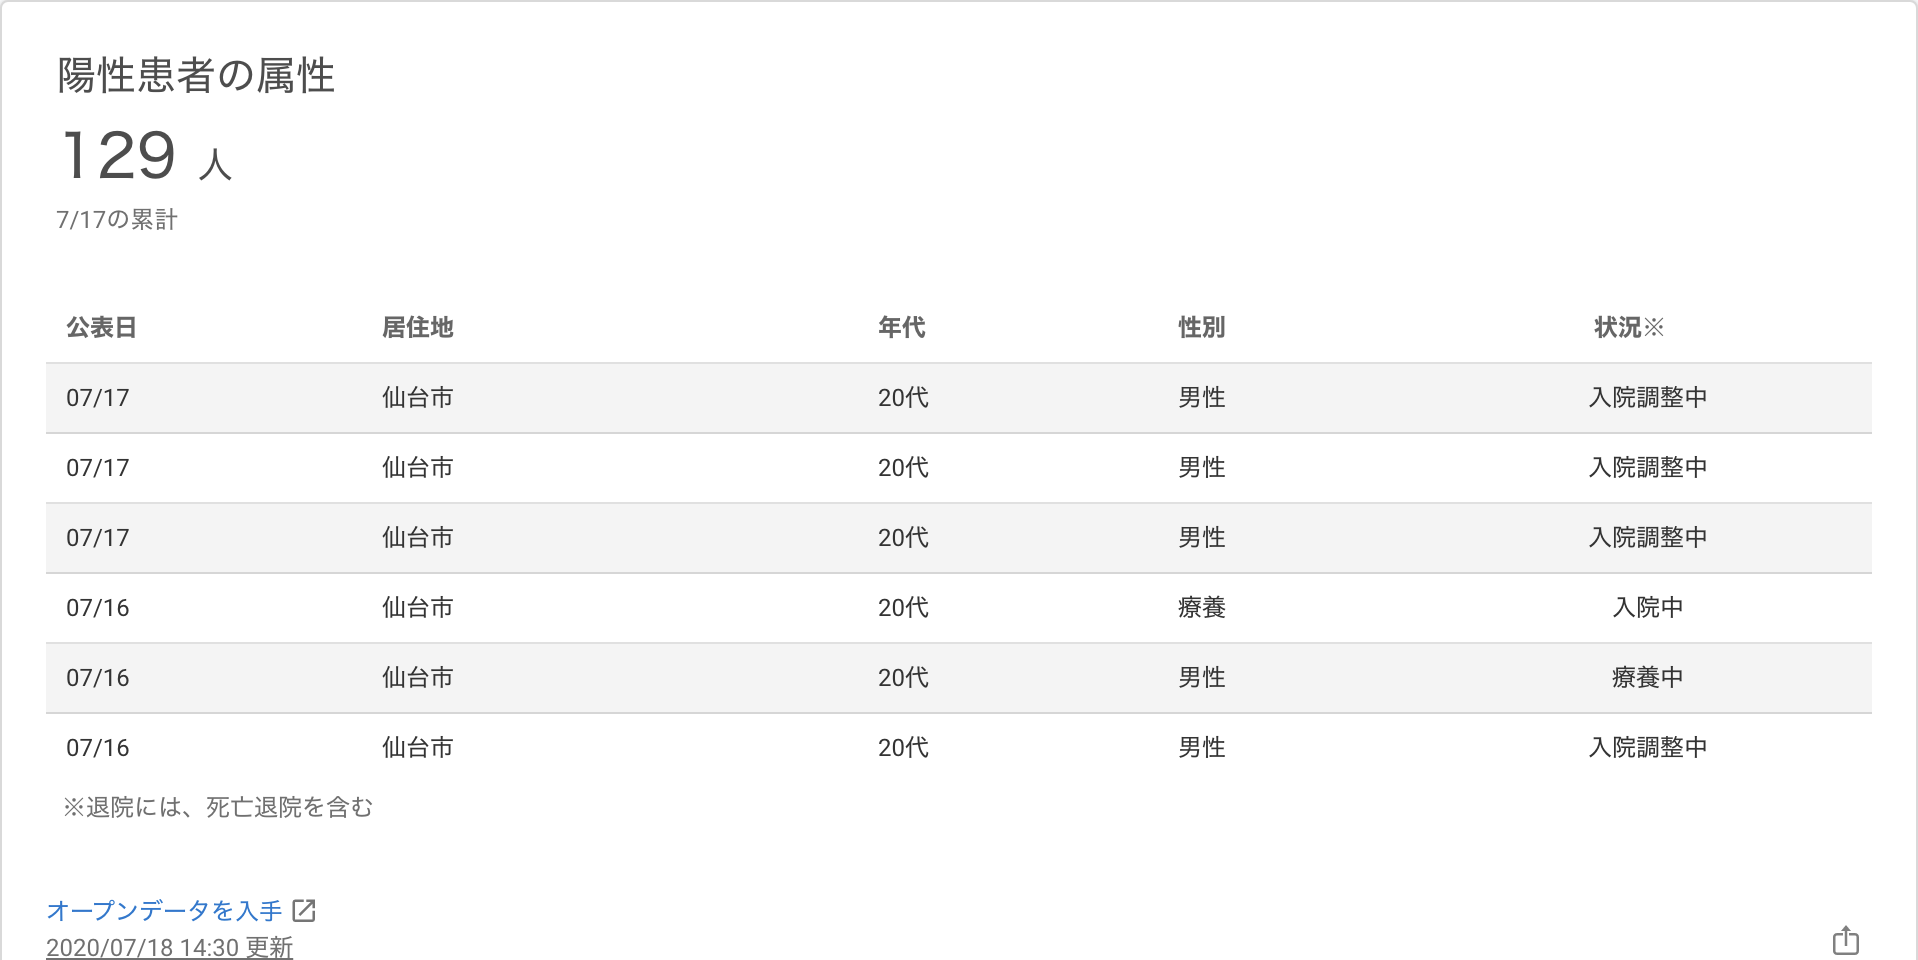 陽性患者の属性
129 人
7/17の累計
公表日 居住地 年代 性別 状況※
07/17 仙台市 20代 男性 入院調整中
07/17 仙台市 20代 男性 入院調整中
07/17 仙台市 20代 男性 入院調整中
07/16 仙台市 20代 療養 入院中
07/16 仙台市 20代 男性 療養中
07/16 仙台市 20代 男性 入院調整中
※退院には、死亡退院を含む
オープンデータを入手
2020/07/18 14:30 更新